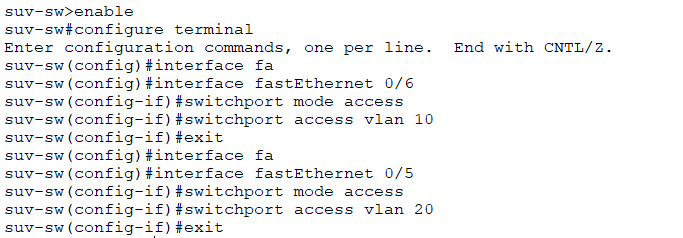 suv-sw>enable
suv-sw#configure terminal
Enter configuration commands, one per line.  End with CNTL/Z.
suv-sw(config)#interface fa
suv-sw(config)#interface fastEthernet 0/6
suv-sw(config-if)#switchport mode access
suv-sw(config-if)#switchport access vlan 10
suv-sw(config-if)#exit
suv-sw(config)#interface fa
suv-sw(config)#interface fastEthernet 0/5
suv-sw(config-if)#switchport mode access
suv-sw(config-if)#switchport access vlan 20
suv-sw(config-if)#exit